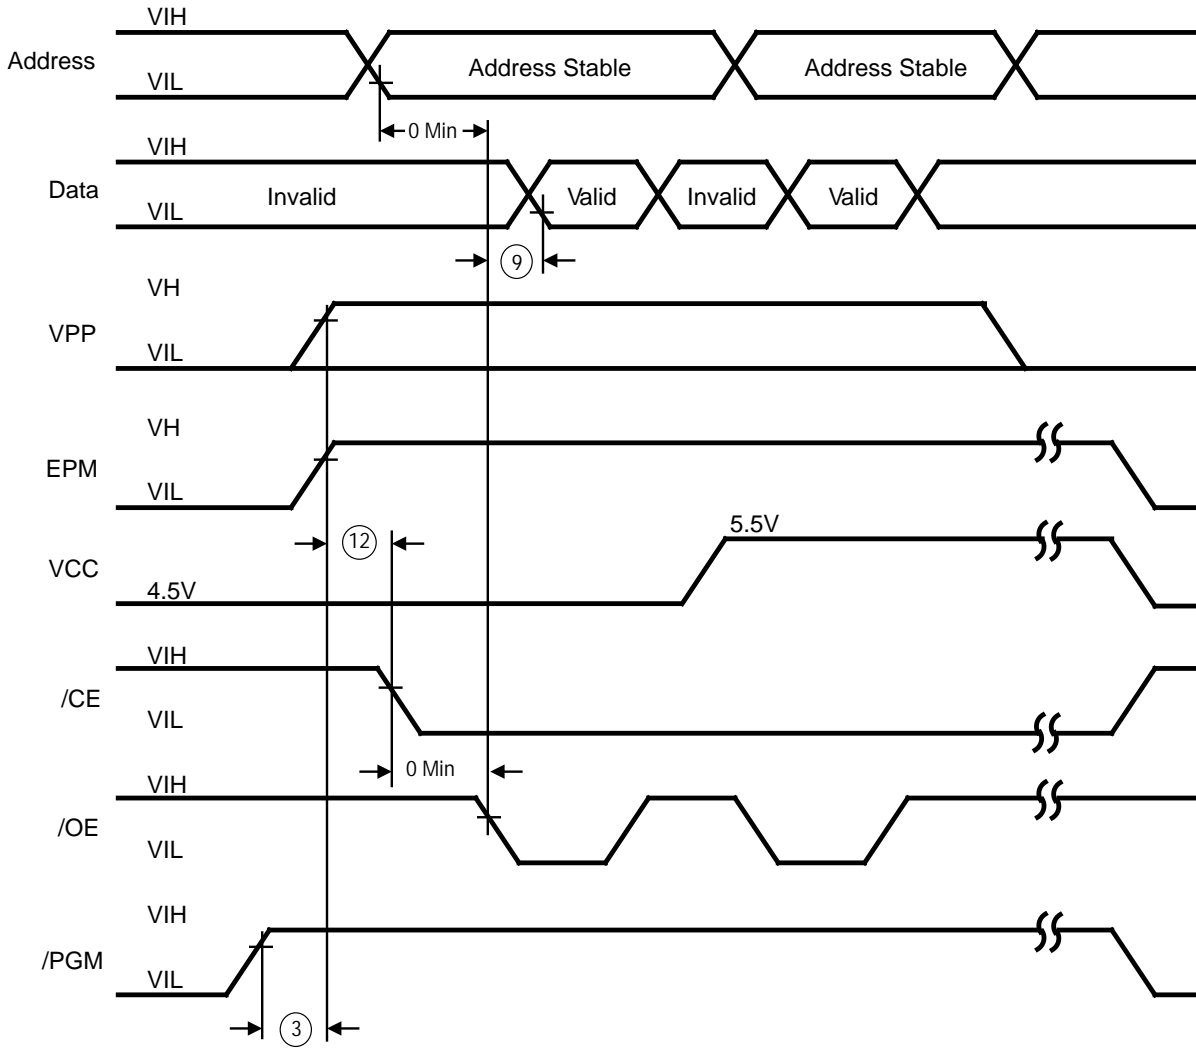 VIH
Address
Address Stable
Address Stable
VIL
0 Min
VIH
Data
Invalid
Valid
Invalid
Valid
VIL
9
VH
VPP
VIL
VH
EPM
VIL
12
5.5V
VCC
4.5V
VIH
/CE
VIL
0 Min
VIH
/OE
VIL
VIH
/PGM
VIL
3